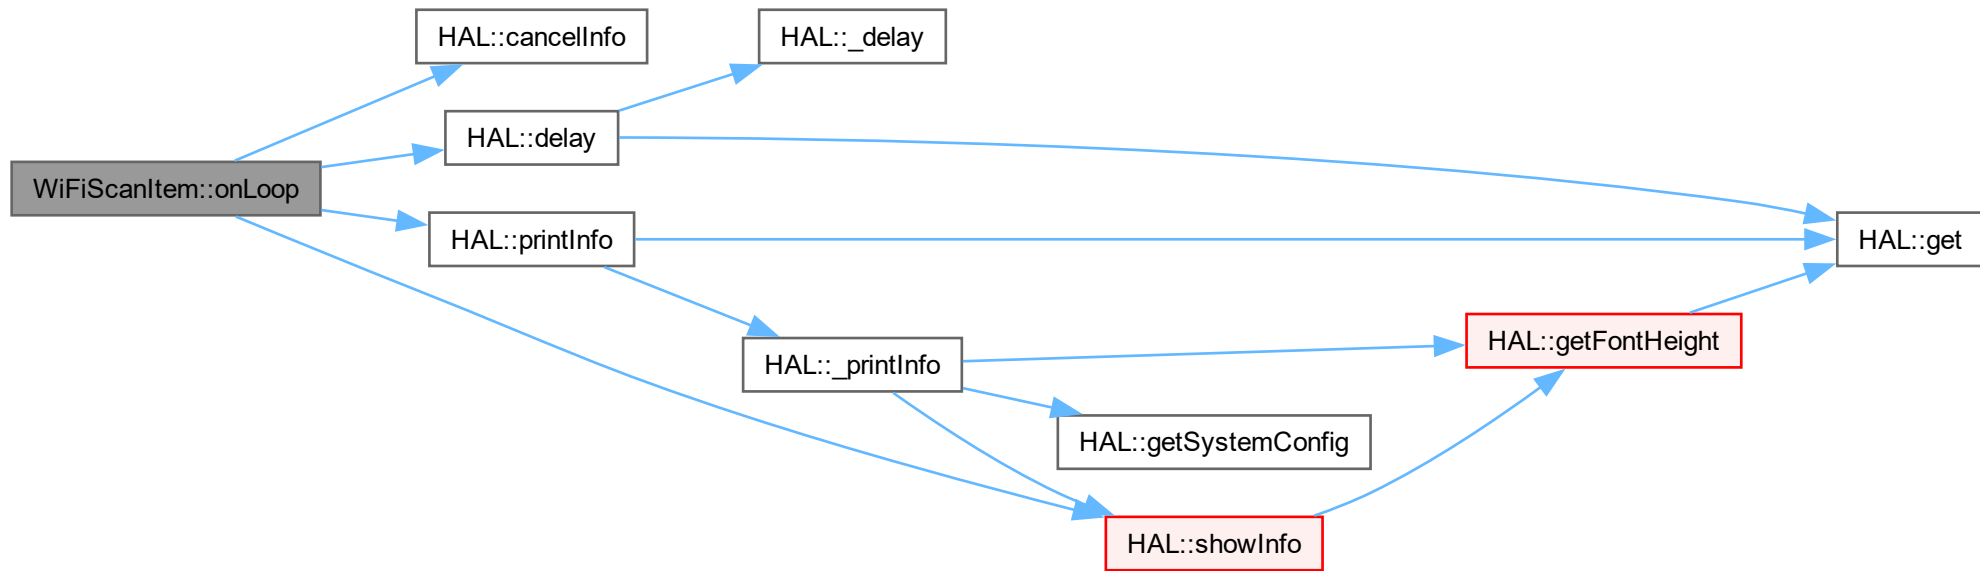 HAL::cancelInfo
HAL::_delay
HAL::delay
WiFiScanItem::onLoop
HAL::printInfo
HAL::get
HAL::getFontHeight
HAL::_printInfo
HAL::getSystemConfig
HAL::showInfo